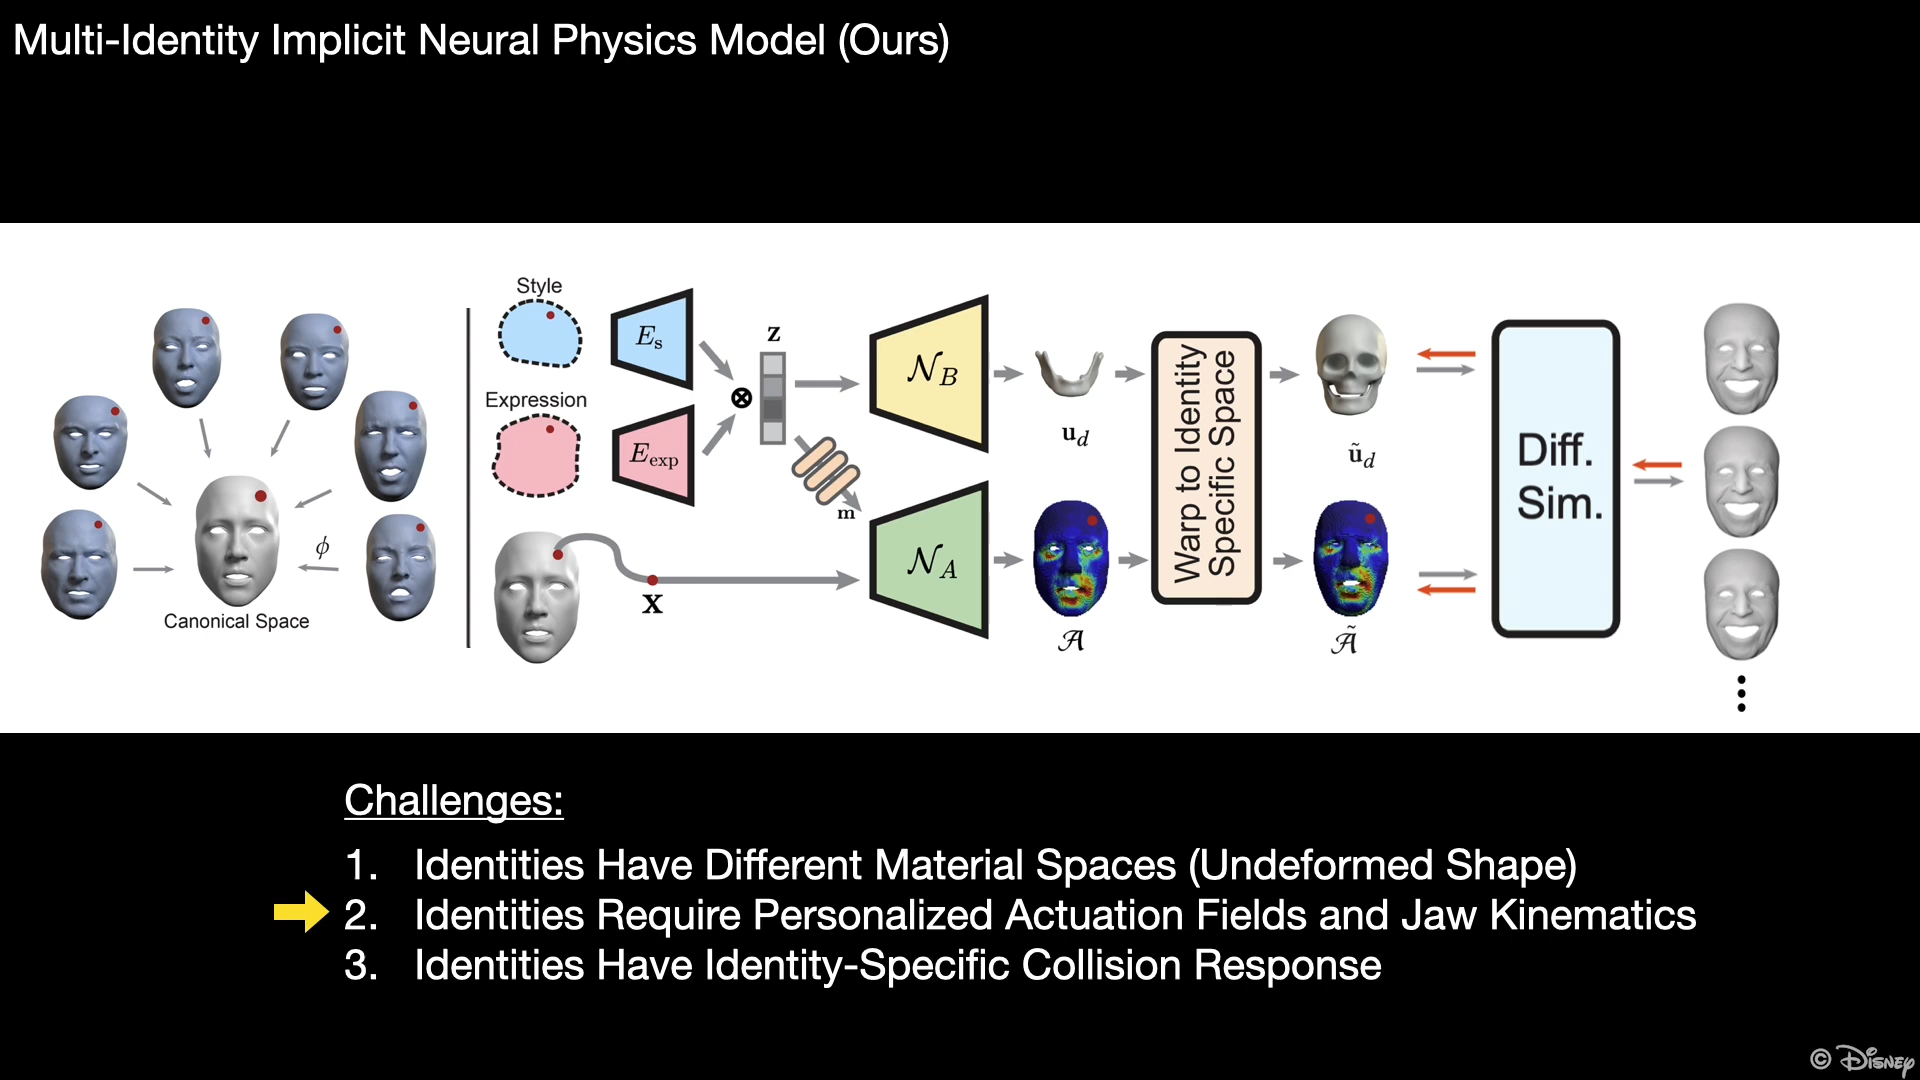 Multi-Identity Implicit Neural Physics Model (Ours)
Canonical Space
ϕ
Style
Eₛ
Expression
E_exp
z
m
x
𝒩_B
𝒩_A
u_d
𝒜
Warp to Identity
Specific Space
ũ_d
𝒜̃
Diff.
Sim.
Challenges:
1. Identities Have Different Material Spaces (Undeformed Shape)
2. Identities Require Personalized Actuation Fields and Jaw Kinematics
3. Identities Have Identity-Specific Collision Response
© Disney